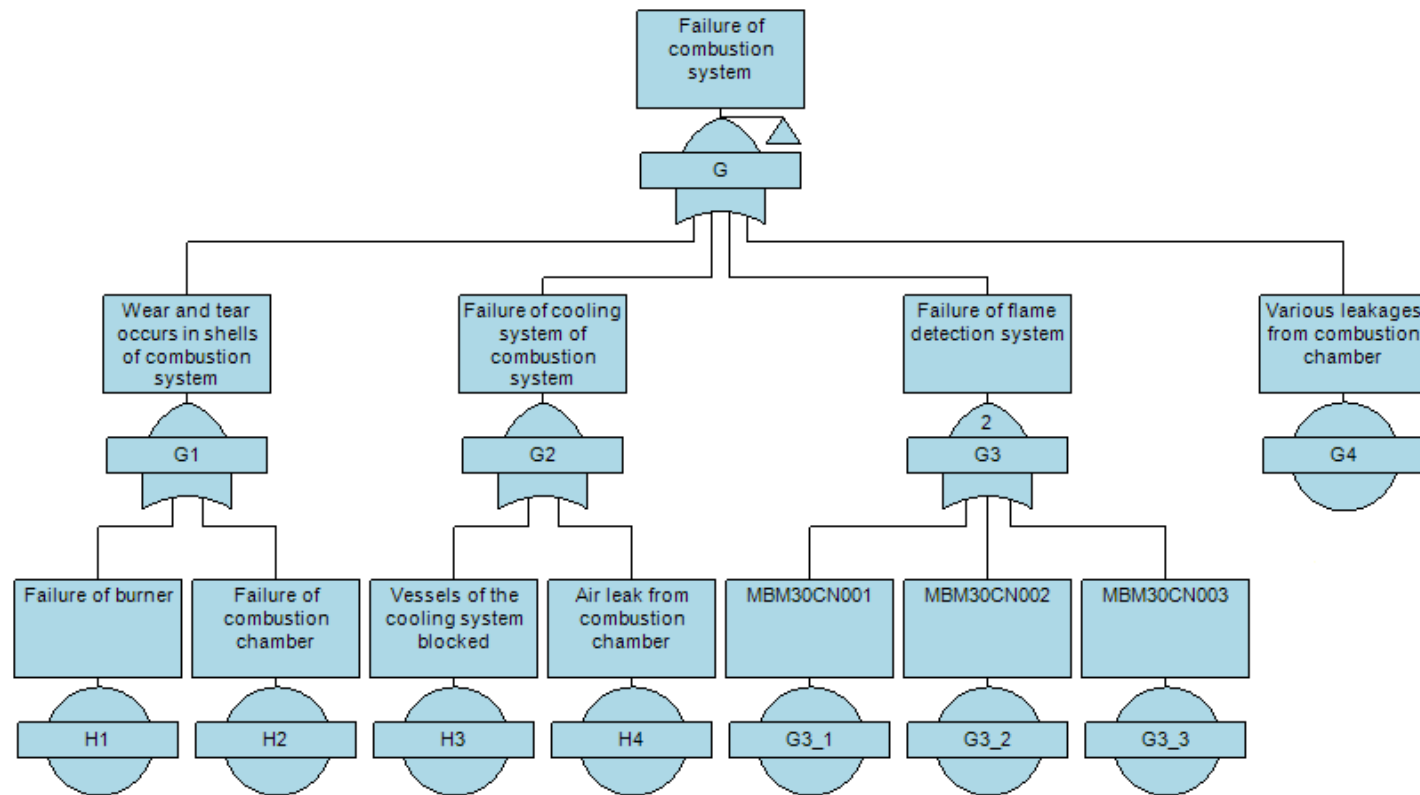 Failure of
combustion
system
G
Wear and tear
occurs in shells
of combustion
system
G1
Failure of cooling
system of
combustion
system
G2
Failure of flame
detection system
2
G3
Various leakages
from combustion
chamber
G4
Failure of burner
H1
Failure of
combustion
chamber
H2
Vessels of the
cooling system
blocked
H3
Air leak from
combustion
chamber
H4
MBM30CN001
G3_1
MBM30CN002
G3_2
MBM30CN003
G3_3